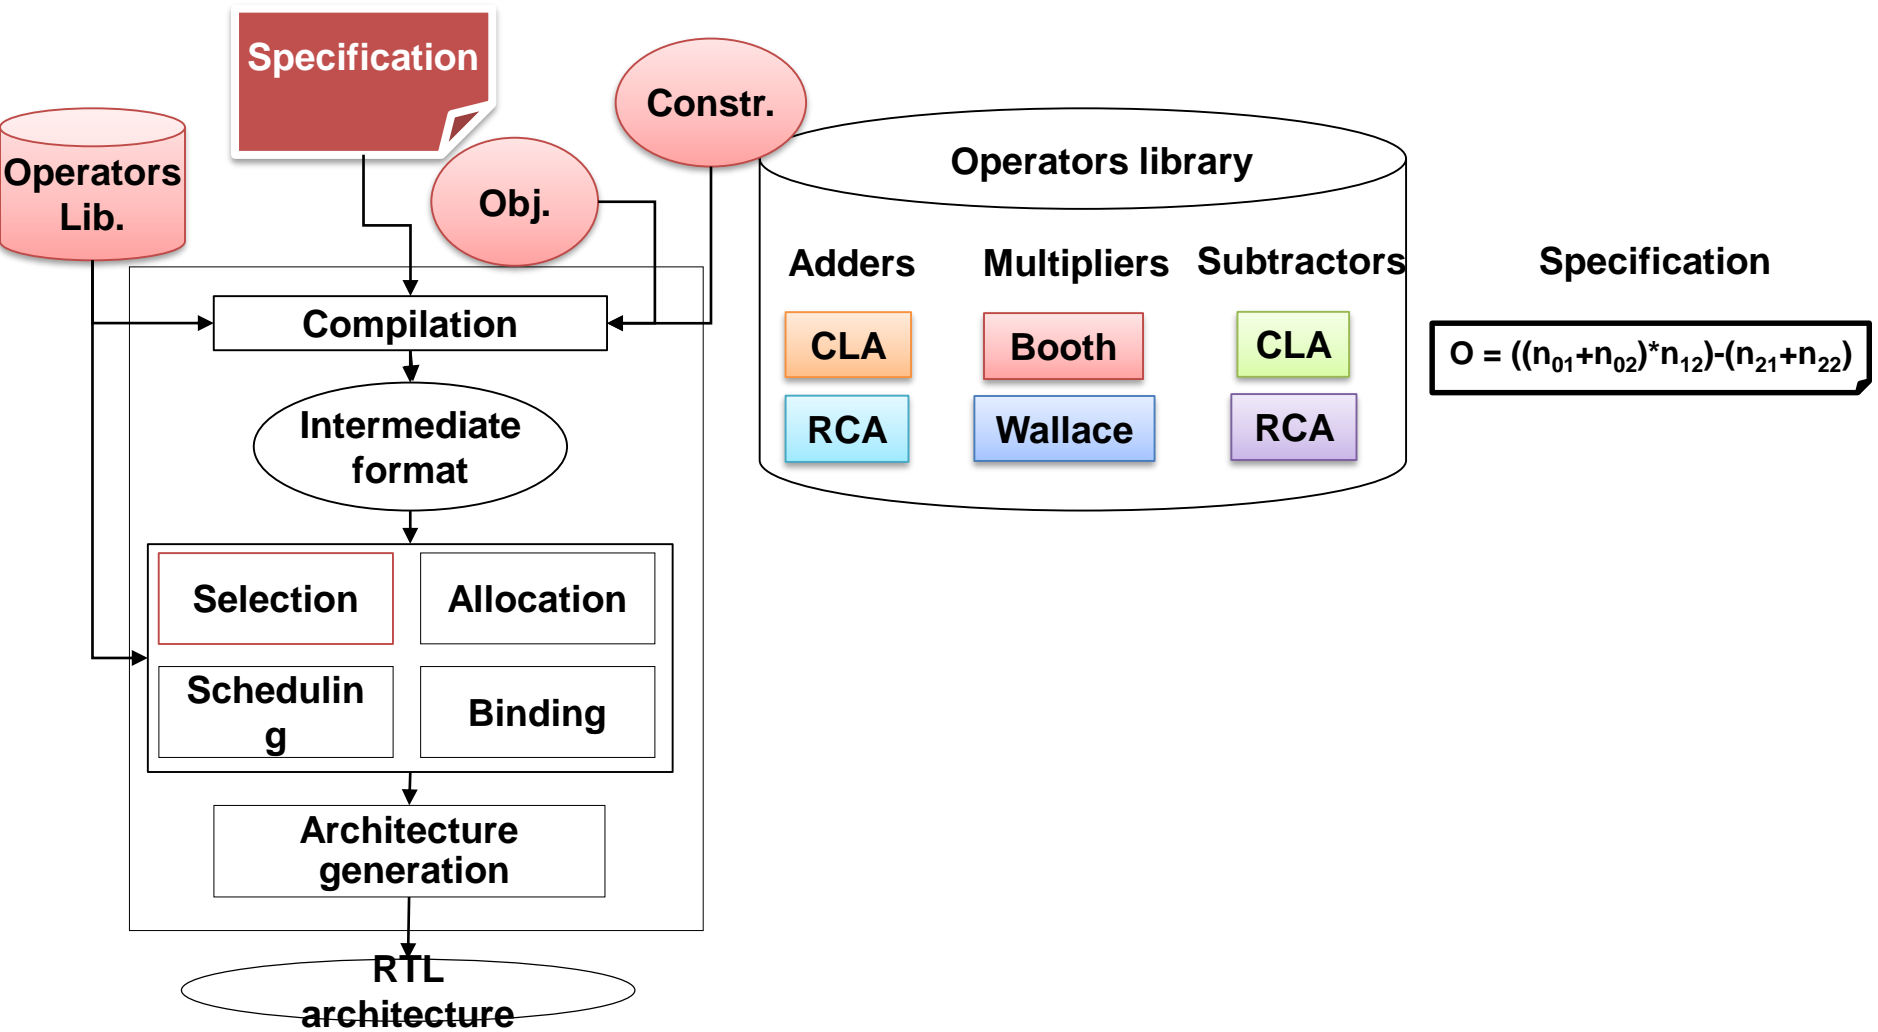 Specification
Constr.
Operators
Lib.
Obj.
Compilation
Intermediate
format
Selection
Allocation
Schedulin
g
Binding
Architecture
generation
RTL
architecture
Operators library
Adders
Multipliers
Subtractors
CLA
Booth
CLA
RCA
Wallace
RCA
Specification
O = ((n₀₁+n₀₂)*n₁₂)-(n₂₁+n₂₂)